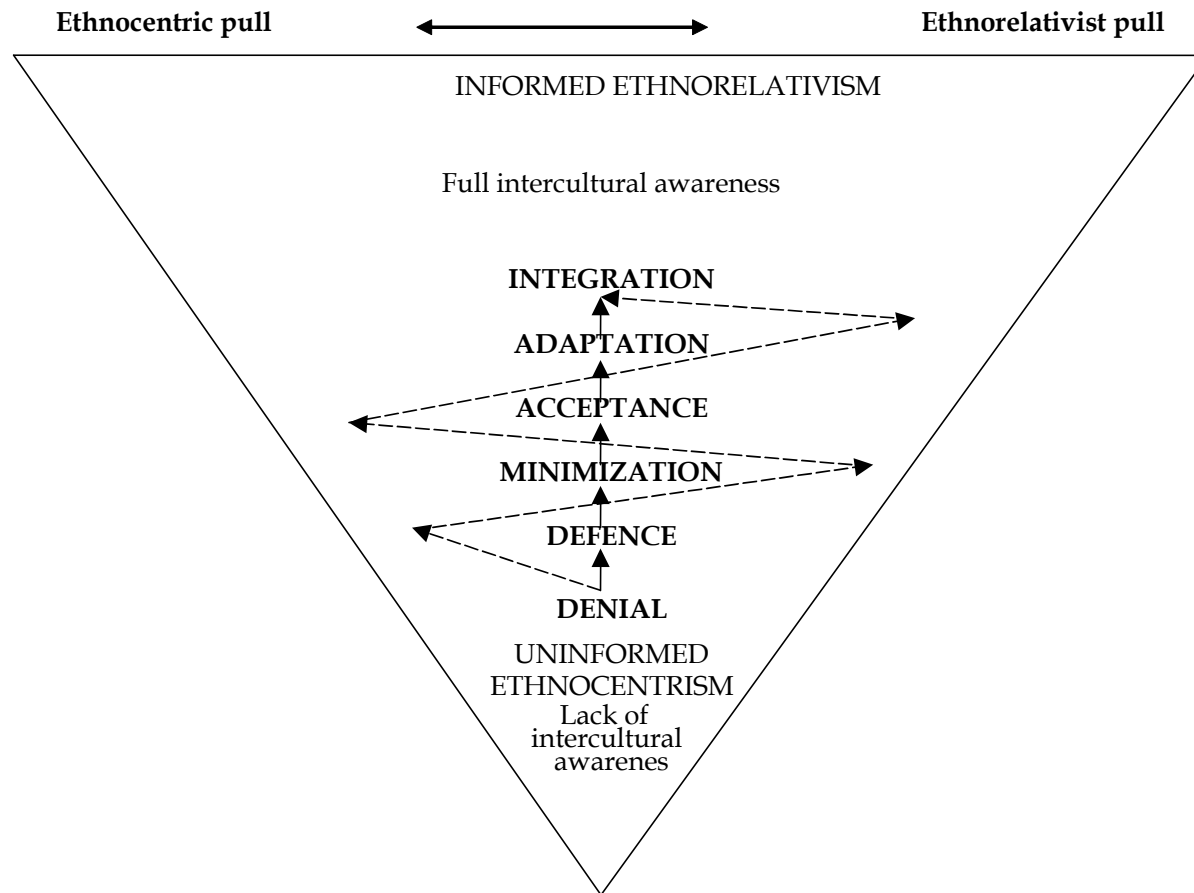 Ethnocentric pull
Ethnorelativist pull
INFORMED ETHNORELATIVISM
Full intercultural awareness
INTEGRATION
ADAPTATION
ACCEPTANCE
MINIMIZATION
DEFENCE
DENIAL
UNINFORMED
ETHNOCENTRISM
Lack of
intercultural
awarenes